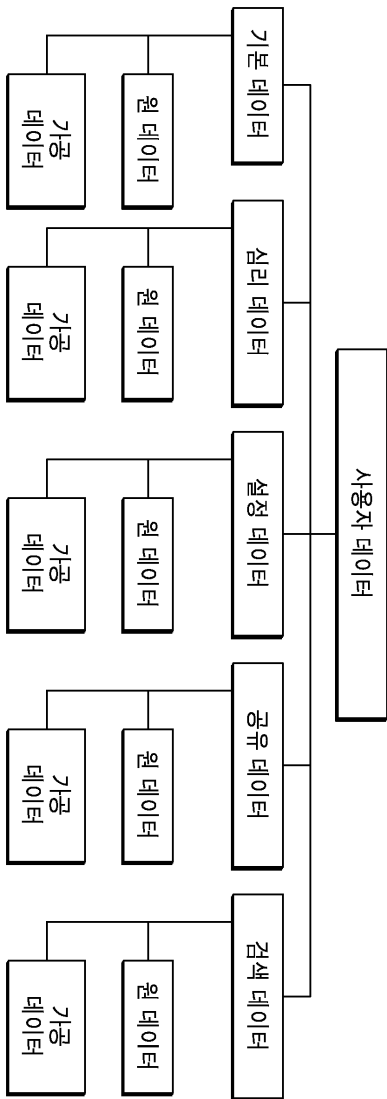 사용자 데이터
기본 데이터
원 데이터
가공
데이터
심리 데이터
원 데이터
가공
데이터
설정 데이터
원 데이터
가공
데이터
공유 데이터
원 데이터
가공
데이터
검색 데이터
원 데이터
가공
데이터